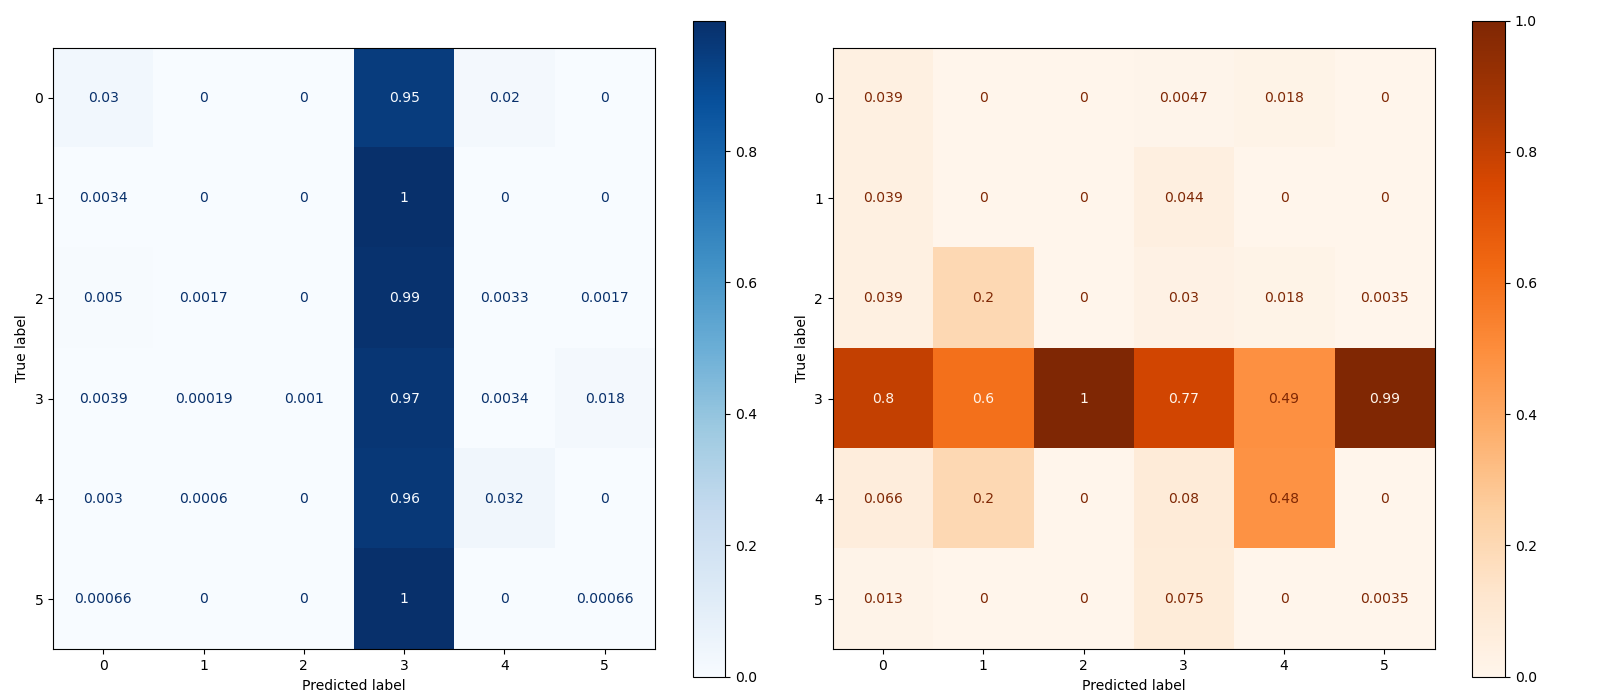 0 0.03 0 0 0.95 0.02 0
1 0.0034 0 0 1 0 0
2 0.005 0.0017 0 0.99 0.0033 0.0017
3 0.0039 0.00019 0.001 0.97 0.0034 0.018
4 0.003 0.0006 0 0.96 0.032 0
5 0.00066 0 0 1 0 0.00066
0 1 2 3 4 5
True label
Predicted label
0.8
0.6
0.4
0.2
0.0
0 0.039 0 0 0.0047 0.018 0
1 0.039 0 0 0.044 0 0
2 0.039 0.2 0 0.03 0.018 0.0035
3 0.8 0.6 1 0.77 0.49 0.99
4 0.066 0.2 0 0.08 0.48 0
5 0.013 0 0 0.075 0 0.0035
0 1 2 3 4 5
True label
Predicted label
1.0
0.8
0.6
0.4
0.2
0.0